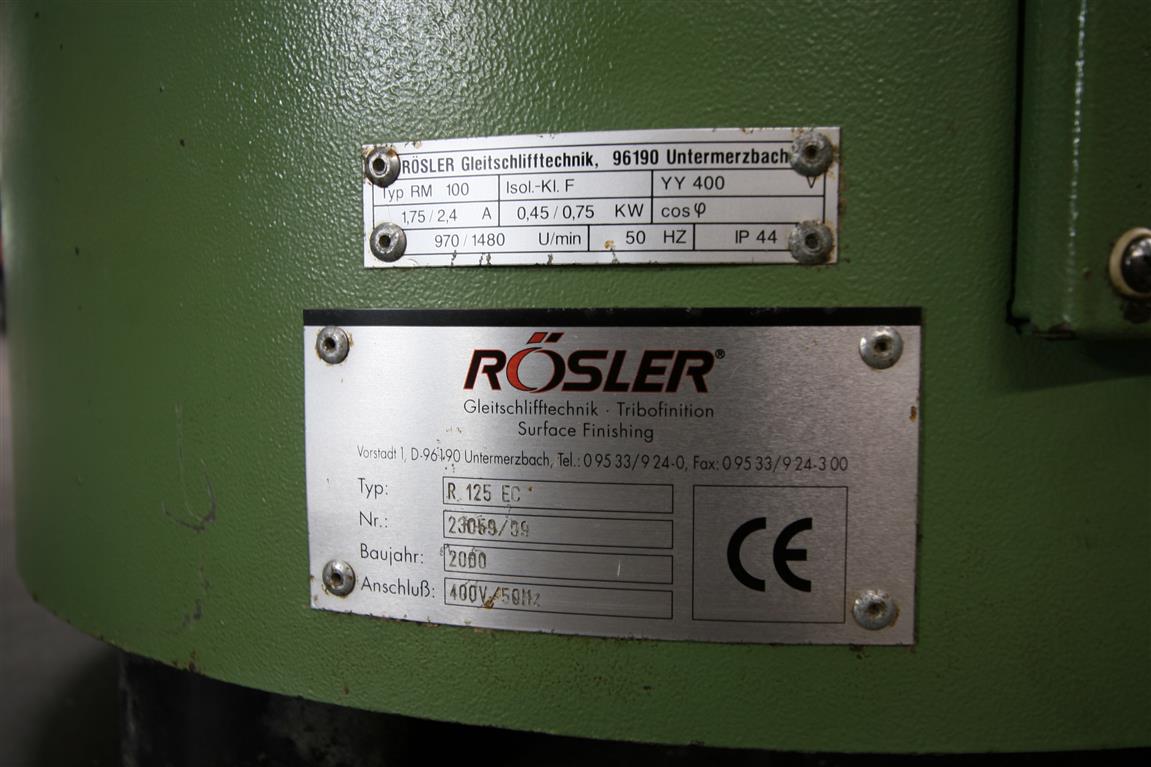 RÖSLER Gleitschlifftechnik, 96190 Untermerzbach
Typ RM 100 Isol.-Kl. F YY 400 V
1,75 / 2,4 A 0,45 / 0,75 KW cos φ
970 / 1480 U/min 50 HZ IP 44
RÖSLER®
Gleitschlifftechnik · Tribofinition
Surface Finishing
Vorstadt 1, D-96190 Untermerzbach, Tel.: 0 95 33/9 24-0, Fax: 0 95 33/9 24-3 00
Typ: R 125 EC
Nr.:
Baujahr: 2000
Anschluß: 400V/50Hz
CE